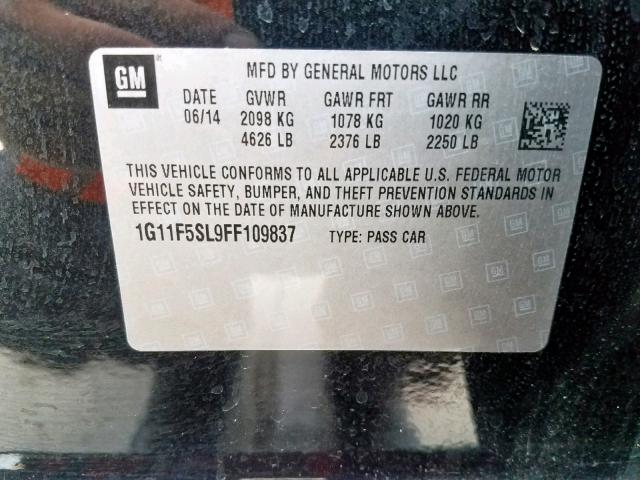 GM
MFD BY GENERAL MOTORS LLC
DATE GVWR GAWR FRT GAWR RR
06/14 2098 KG 1078 KG 1020 KG
4626 LB 2376 LB 2250 LB
THIS VEHICLE CONFORMS TO ALL APPLICABLE U.S. FEDERAL MOTOR
VEHICLE SAFETY, BUMPER, AND THEFT PREVENTION STANDARDS IN
EFFECT ON THE DATE OF MANUFACTURE SHOWN ABOVE.
1G11F5SL9FF109837 TYPE: PASS CAR